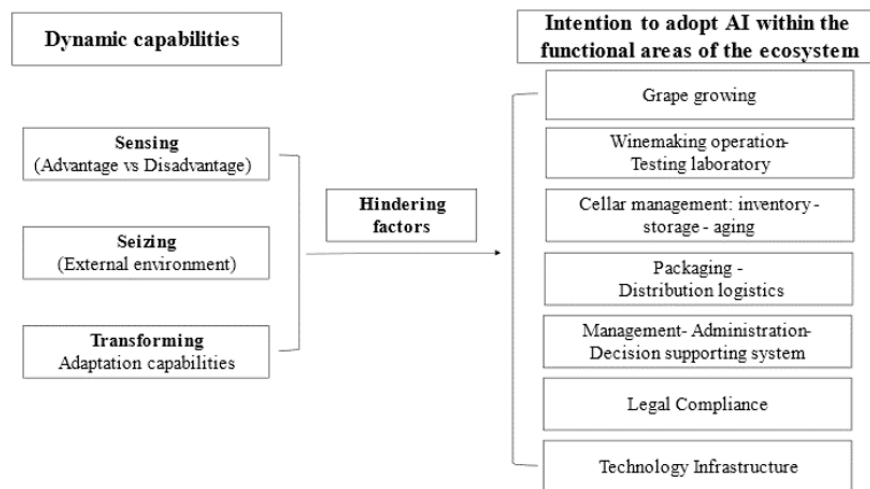 Dynamic capabilities
Intention to adopt AI within the
functional areas of the ecosystem
Sensing
(Advantage vs Disadvantage)
Seizing
(External environment)
Transforming
Adaptation capabilities
Hindering
factors
Grape growing
Winemaking operation-
Testing laboratory
Cellar management: inventory -
storage - aging
Packaging -
Distribution logistics
Management- Administration-
Decision supporting system
Legal Compliance
Technology Infrastructure